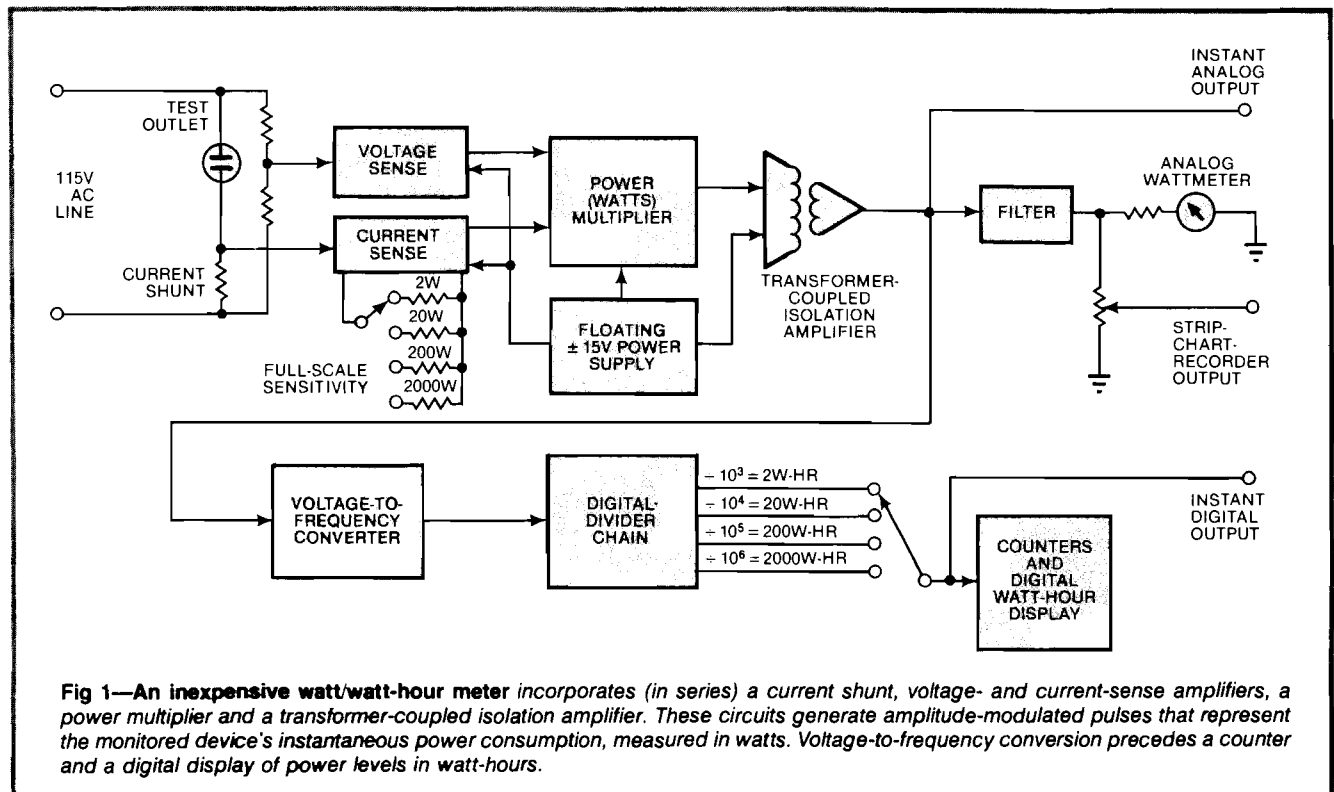 INSTANT
ANALOG
OUTPUT
TEST
OUTLET
115V
AC
LINE
VOLTAGE
SENSE
POWER
(WATTS)
MULTIPLIER
ANALOG
WATTMETER
FILTER
CURRENT
SENSE
CURRENT
SHUNT
TRANSFORMER-
COUPLED
ISOLATION
AMPLIFIER
2W
20W
200W
2000W
FULL-SCALE
SENSITIVITY
FLOATING
± 15V POWER
SUPPLY
STRIP-
CHART-
RECORDER
OUTPUT
VOLTAGE-TO-
FREQUENCY
CONVERTER
DIGITAL-
DIVIDER
CHAIN
÷ 10³ = 2W-HR
÷ 10⁴ = 20W-HR
÷ 10⁵ = 200W-HR
÷ 10⁶ = 2000W-HR
COUNTERS
AND
DIGITAL
WATT-HOUR
DISPLAY
INSTANT
DIGITAL
OUTPUT
Fig 1—An inexpensive watt/watt-hour meter incorporates (in series) a current shunt, voltage- and current-sense amplifiers, a
power multiplier and a transformer-coupled isolation amplifier. These circuits generate amplitude-modulated pulses that represent
the monitored device's instantaneous power consumption, measured in watts. Voltage-to-frequency conversion precedes a counter
and a digital display of power levels in watt-hours.